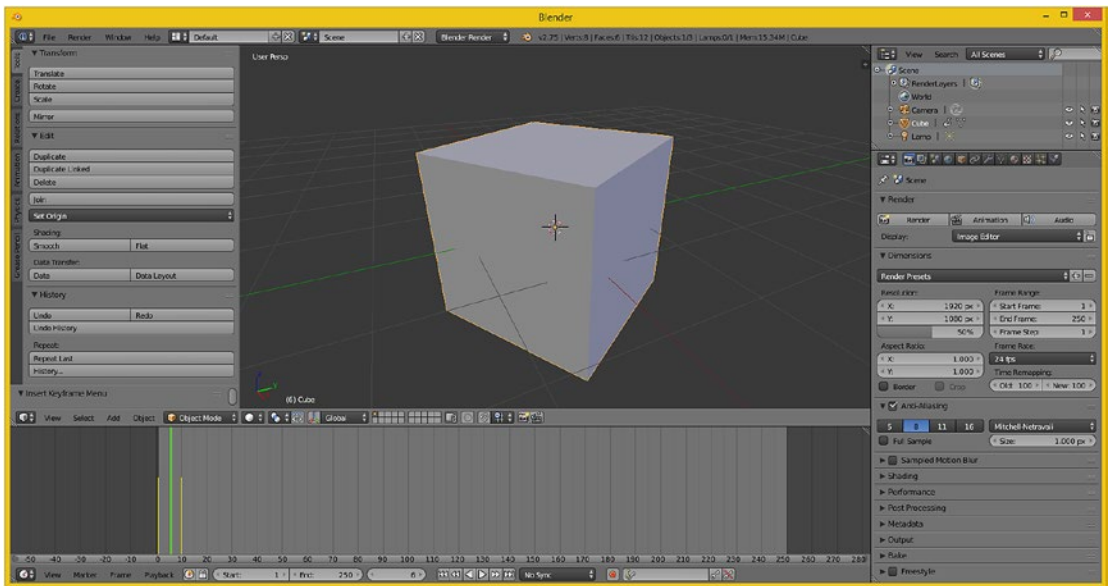 Blender
File Render Window Help Default Scene Blender Render v2.75 | Verts:8 | Faces:6 | Tris:12 | Objects:1/3 | Lamps:0/1 | Mem:15.34M | Cube
Tools
Create
Relations
Animation
Physics
Grease Pencil
Transform
Translate
Rotate
Scale
Mirror
Edit
Duplicate
Duplicate Linked
Delete
Join
Set Origin
Shading:
Smooth Flat
Data Transfer:
Data Data Layout
History
Undo Redo
Undo History
Repeat:
Repeat Last
History...
Insert Keyframe Menu
User Persp
(6) Cube
View Select Add Object Object Mode Global
-50 -40 -30 -20 -10 0 10 20 30 40 50 60 70 80 90 100 110 120 130 140 150 160 170 180 190 200 210 220 230 240 250 260 270 280
View Marker Frame Playback Start: 1 End: 250 6 No Sync
View Search All Scenes
Scene
RenderLayers
World
Camera
Cube
Lamp
Scene
Render
Render Animation Audio
Display: Image Editor
Dimensions
Render Presets
Resolution: Frame Range:
X: 1920 px Start Frame: 1
Y: 1080 px End Frame: 250
50% Frame Step: 1
Aspect Ratio: Frame Rate:
X: 1.000 24 fps
Y: 1.000 Time Remapping:
Border Crop Old: 100 New: 100
Anti-Aliasing
5 8 11 16 Mitchell-Netravali
Full Sample Size: 1.000 px
Sampled Motion Blur
Shading
Performance
Post Processing
Metadata
Output
Bake
Freestyle